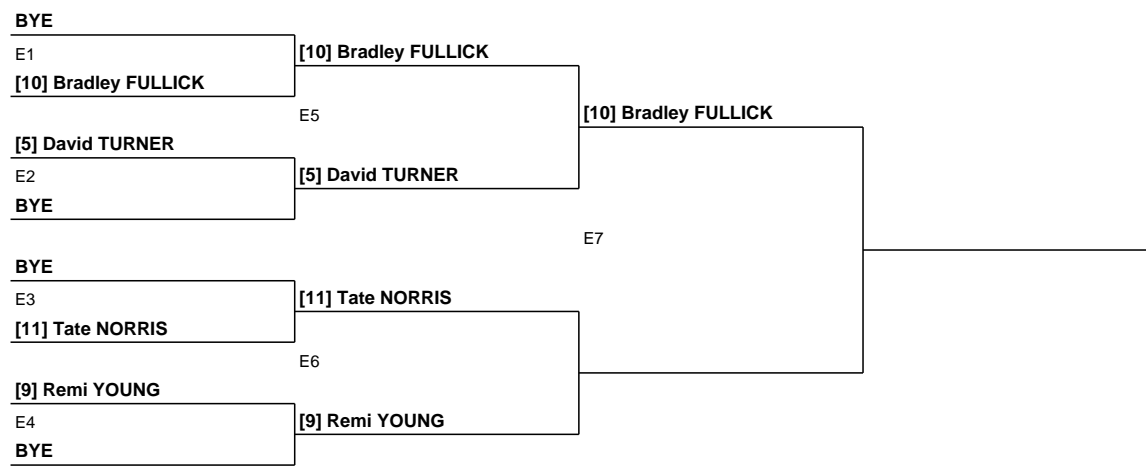 BYE
E1
[10] Bradley FULLICK
[10] Bradley FULLICK
E5
[10] Bradley FULLICK
[5] David TURNER
E2
[5] David TURNER
BYE
E7
BYE
E3
[11] Tate NORRIS
[11] Tate NORRIS
E6
[9] Remi YOUNG
E4
[9] Remi YOUNG
BYE